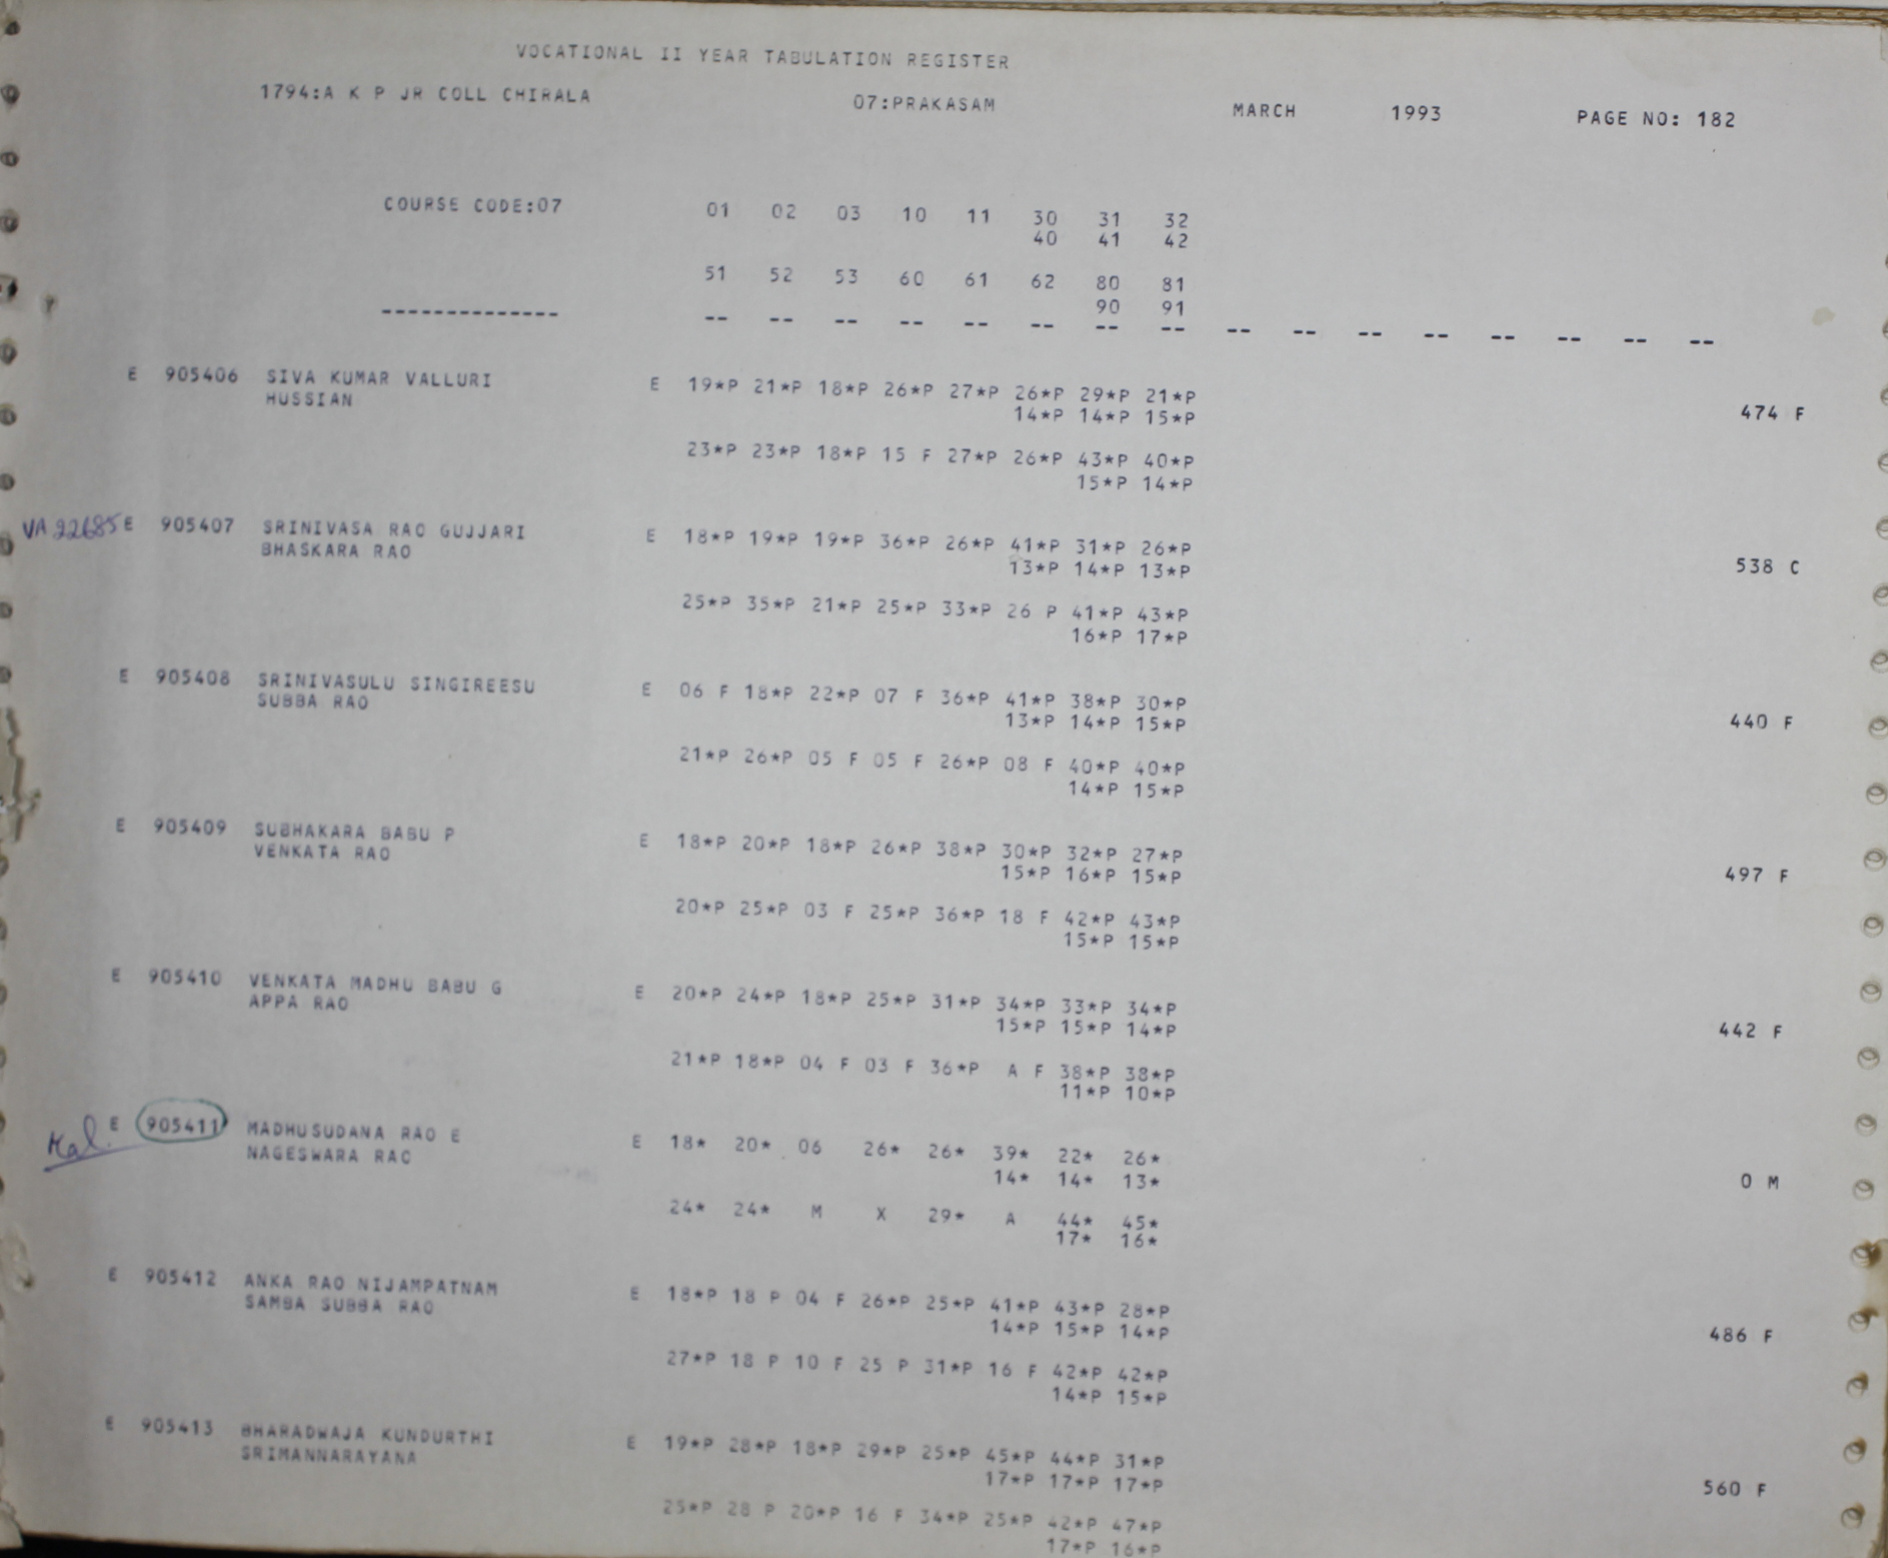 VOCATIONAL II YEAR TABULATION REGISTER
1794:A K P JR COLL CHIRALA 07:PRAKASAM MARCH 1993 PAGE NO: 182
COURSE CODE:07 01 02 03 10 11 30 31 32
40 41 42
51 52 53 60 61 62 80 81
90 91
-------------- -- -- -- -- -- -- -- -- -- -- -- -- -- -- -- --
E 905406 SIVA KUMAR VALLURI E 19*P 21*P 18*P 26*P 27*P 26*P 29*P 21*P
HUSSIAN 14*P 14*P 15*P 474 F
23*P 23*P 18*P 15 F 27*P 26*P 43*P 40*P
15*P 14*P
VA22685 E 905407 SRINIVASA RAO GUJJARI E 18*P 19*P 19*P 36*P 26*P 41*P 31*P 26*P
BHASKARA RAO 13*P 14*P 13*P 538 C
25*P 35*P 21*P 25*P 33*P 26 P 41*P 43*P
16*P 17*P
E 905408 SRINIVASULU SINGIREESU E 06 F 18*P 22*P 07 F 36*P 41*P 38*P 30*P
SUBBA RAO 13*P 14*P 15*P 440 F
21*P 26*P 05 F 05 F 26*P 08 F 40*P 40*P
14*P 15*P
E 905409 SUBHAKARA BABU P E 18*P 20*P 18*P 26*P 38*P 30*P 32*P 27*P
VENKATA RAO 15*P 16*P 15*P 497 F
20*P 25*P 03 F 25*P 36*P 18 F 42*P 43*P
15*P 15*P
E 905410 VENKATA MADHU BABU G E 20*P 24*P 18*P 25*P 31*P 34*P 33*P 34*P
APPA RAO 15*P 15*P 14*P 442 F
21*P 18*P 04 F 03 F 36*P A F 38*P 38*P
11*P 10*P
E 905411 MADHUSUDANA RAO E E 18* 20* 06 26* 26* 39* 22* 26*
NAGESWARA RAO 14* 14* 13* 0 M
24* 24* M X 29* A 44* 45*
17* 16*
E 905412 ANKA RAO NIJAMPATNAM E 18*P 18 P 04 F 26*P 25*P 41*P 43*P 28*P
SAMBA SUBBA RAO 14*P 15*P 14*P 486 F
27*P 18 P 10 F 25 P 31*P 16 F 42*P 42*P
14*P 15*P
E 905413 BHARADWAJA KUNDURTHI E 19*P 28*P 18*P 29*P 25*P 45*P 44*P 31*P
SRIMANNARAYANA 17*P 17*P 17*P 560 F
25*P 28 P 20*P 16 F 34*P 25*P 42*P 47*P
17*P 16*P